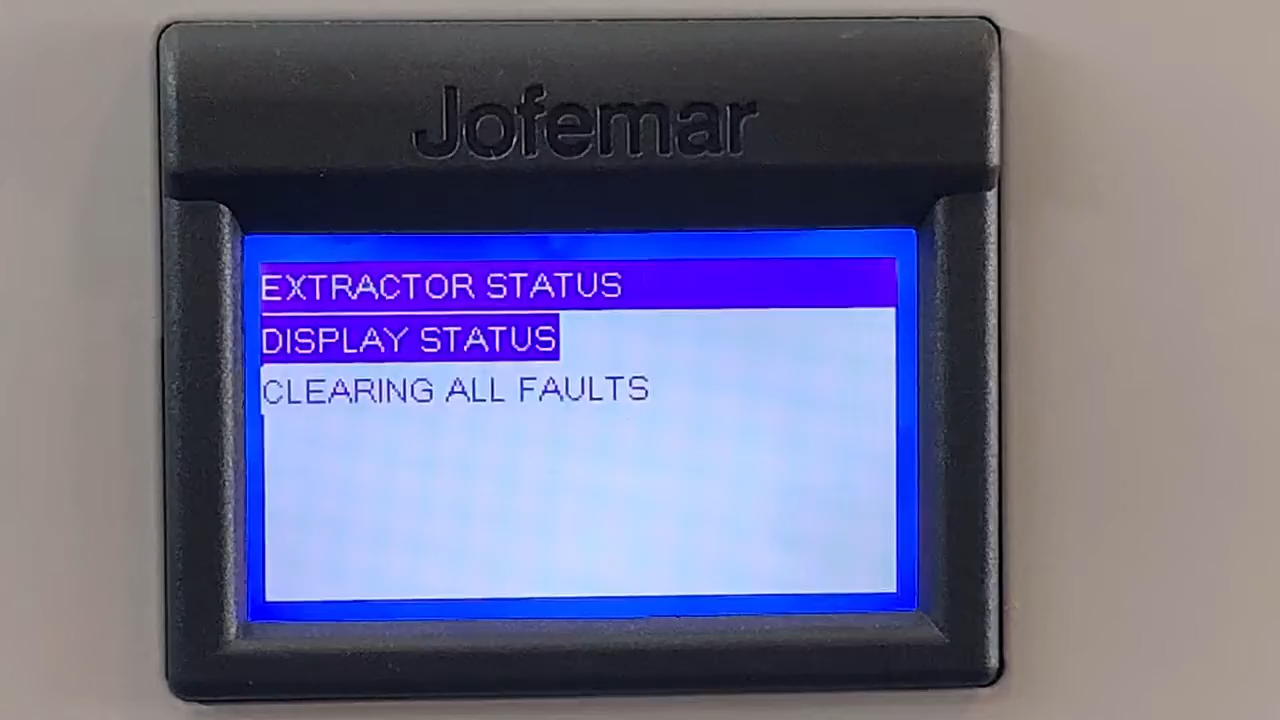 Jofemar
EXTRACTOR STATUS
DISPLAY STATUS
CLEARING ALL FAULTS